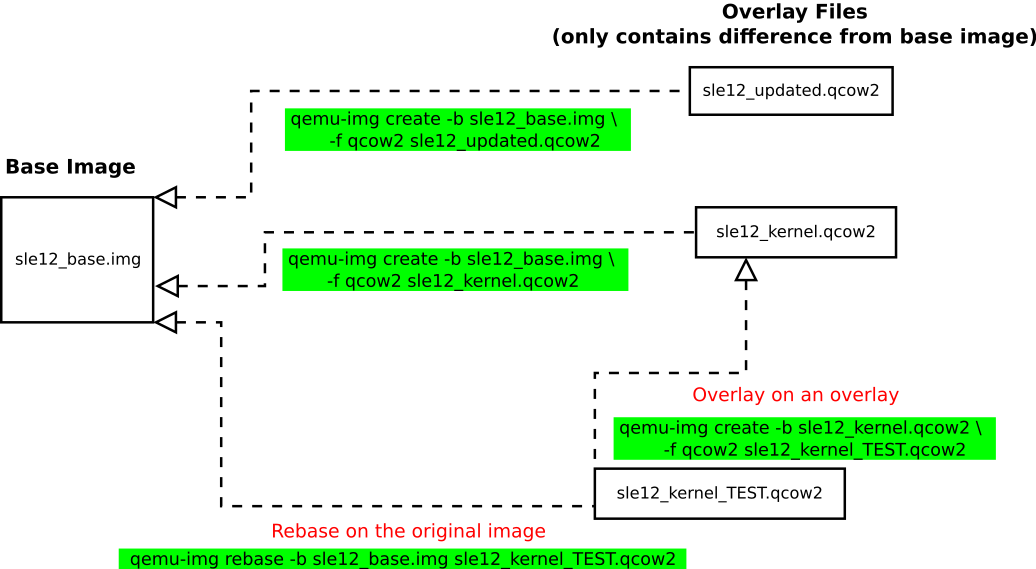 Overlay Files
(only contains difference from base image)
sle12_updated.qcow2
qemu-img create -b sle12_base.img \
-f qcow2 sle12_updated.qcow2
Base Image
sle12_base.img
sle12_kernel.qcow2
qemu-img create -b sle12_base.img \
-f qcow2 sle12_kernel.qcow2
Overlay on an overlay
qemu-img create -b sle12_kernel.qcow2 \
-f qcow2 sle12_kernel_TEST.qcow2
sle12_kernel_TEST.qcow2
Rebase on the original image
qemu-img rebase -b sle12_base.img sle12_kernel_TEST.qcow2